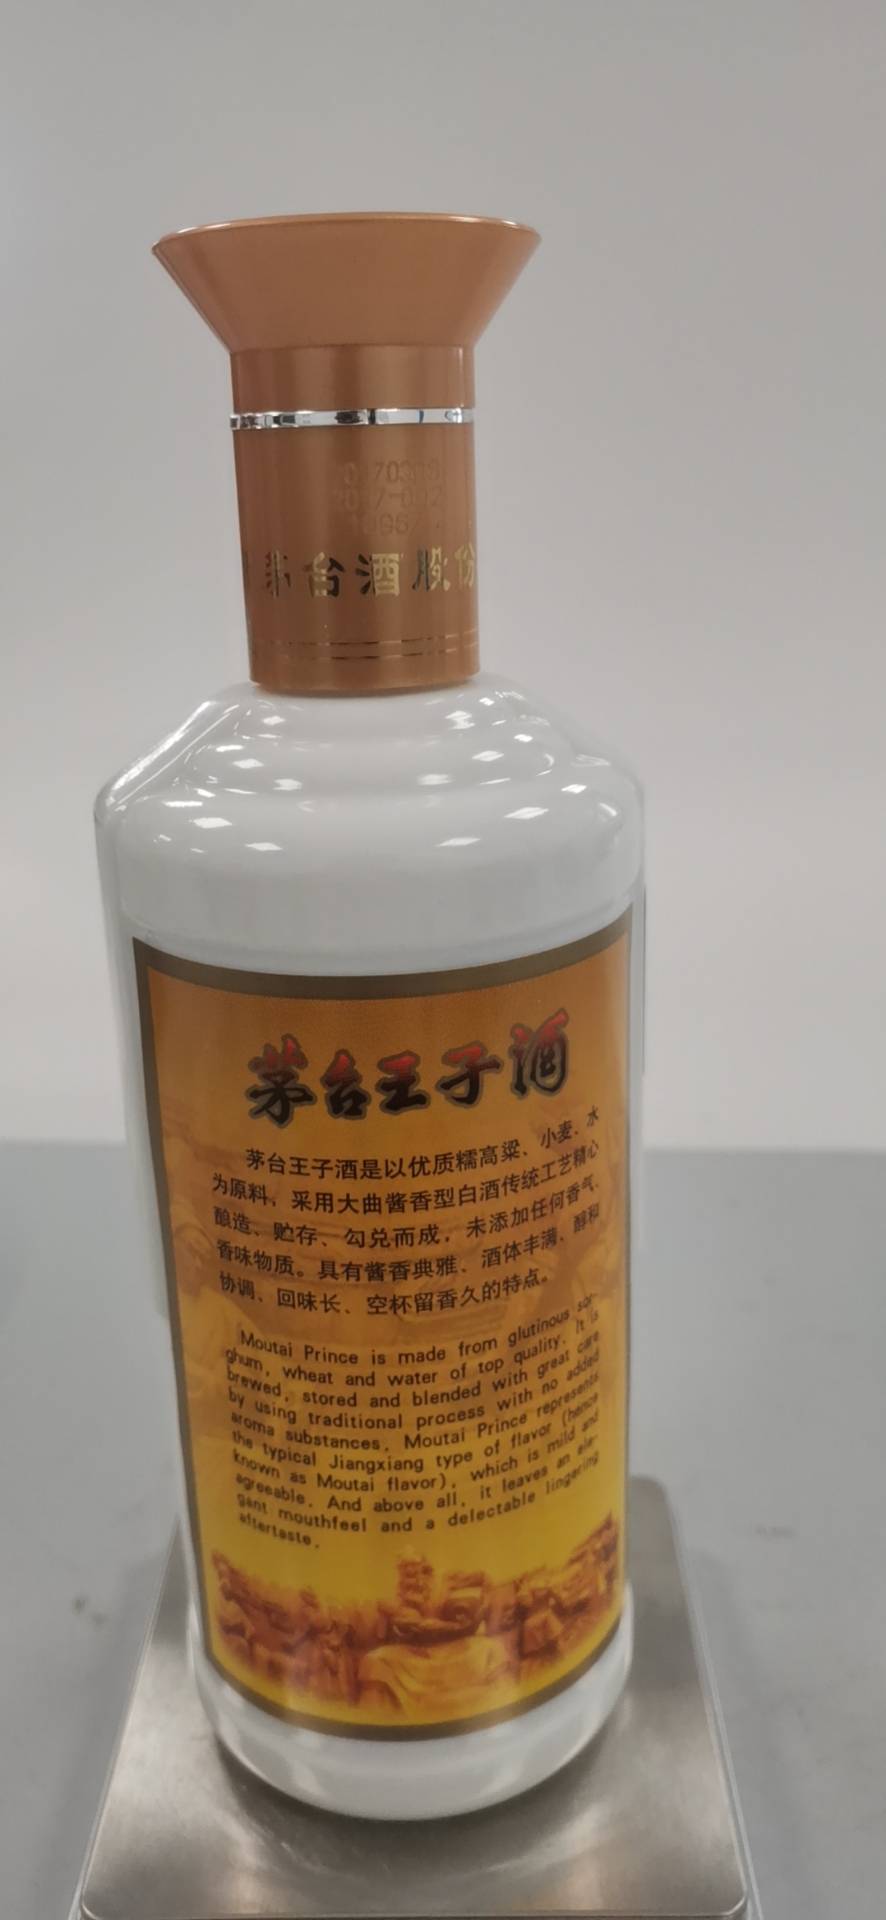 茅台酒股份
茅台王子酒
茅台王子酒是以优质糯高粱、小麦、水
为原料，采用大曲酱香型白酒传统工艺精心
酿造、贮存、勾兑而成，未添加任何香气、
香味物质。具有酱香典雅、酒体丰满、醇和
协调、回味长、空杯留香久的特点。
Moutai Prince is made from glutinous sor-
ghum, wheat and water of top quality. It is
brewed, stored and blended with great care
by using traditional process with no added
aroma substances. Moutai Prince represents
the typical Jiangxiang type of flavor (hence
known as Moutai flavor), which is mild and
agreeable. And above all, it leaves an ele-
gant mouthfeel and a delectable lingering
aftertaste.